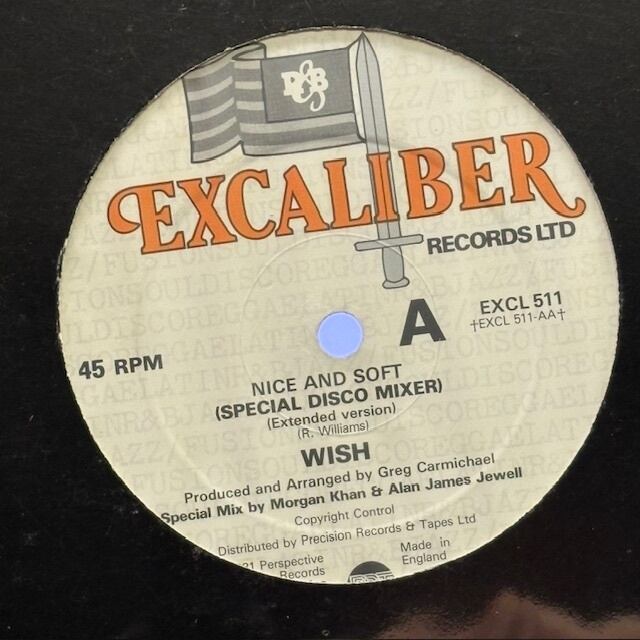 R&B
EXCALIBER
RECORDS LTD
A
EXCL 511
†EXCL 511-AA†
45 RPM
NICE AND SOFT
(SPECIAL DISCO MIXER)
(Extended version)
(R. Williams)
WISH
Produced and Arranged by Greg Carmichael
Special Mix by Morgan Khan & Alan James Jewell
Copyright Control
Distributed by Precision Records & Tapes Ltd
21 Perspective
Records
Made in
England